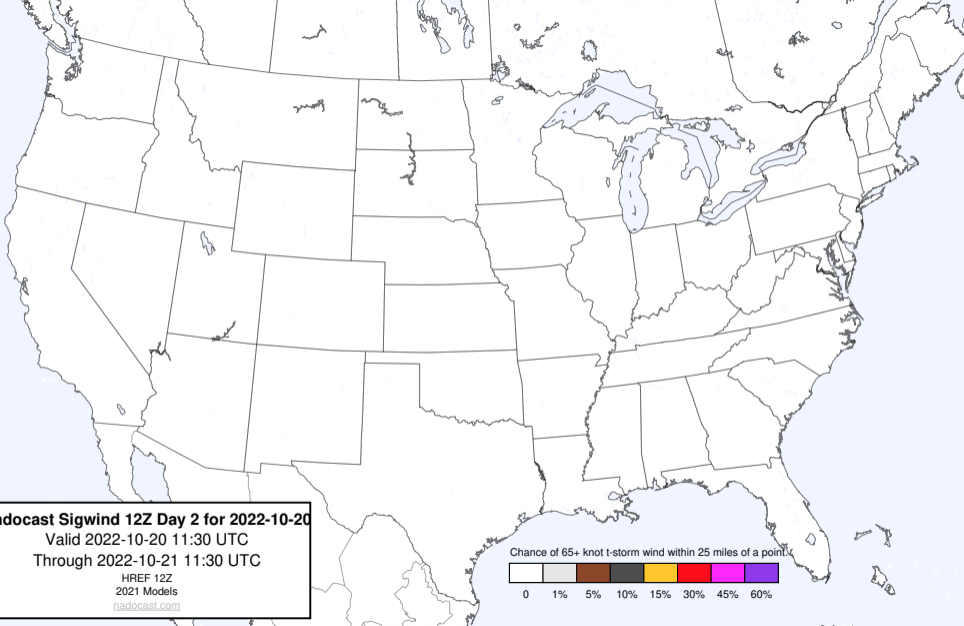 adocast Sigwind 12Z Day 2 for 2022-10-20
Valid 2022-10-20 11:30 UTC
Through 2022-10-21 11:30 UTC
HREF 12Z
2021 Models
nadocast.com
Chance of 65+ knot t-storm wind within 25 miles of a point.
0 1% 5% 10% 15% 30% 45% 60%